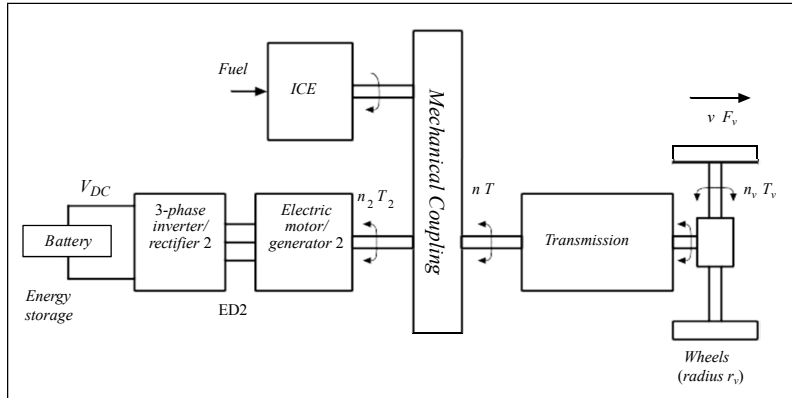 Fuel
ICE
Mechanical Coupling
v F_v
V_DC
3-phase
inverter/
rectifier 2
Electric
motor/
generator 2
n_2 T_2
n T
Transmission
n_v T_v
Battery
Energy
storage
ED2
Wheels
(radius r_v)